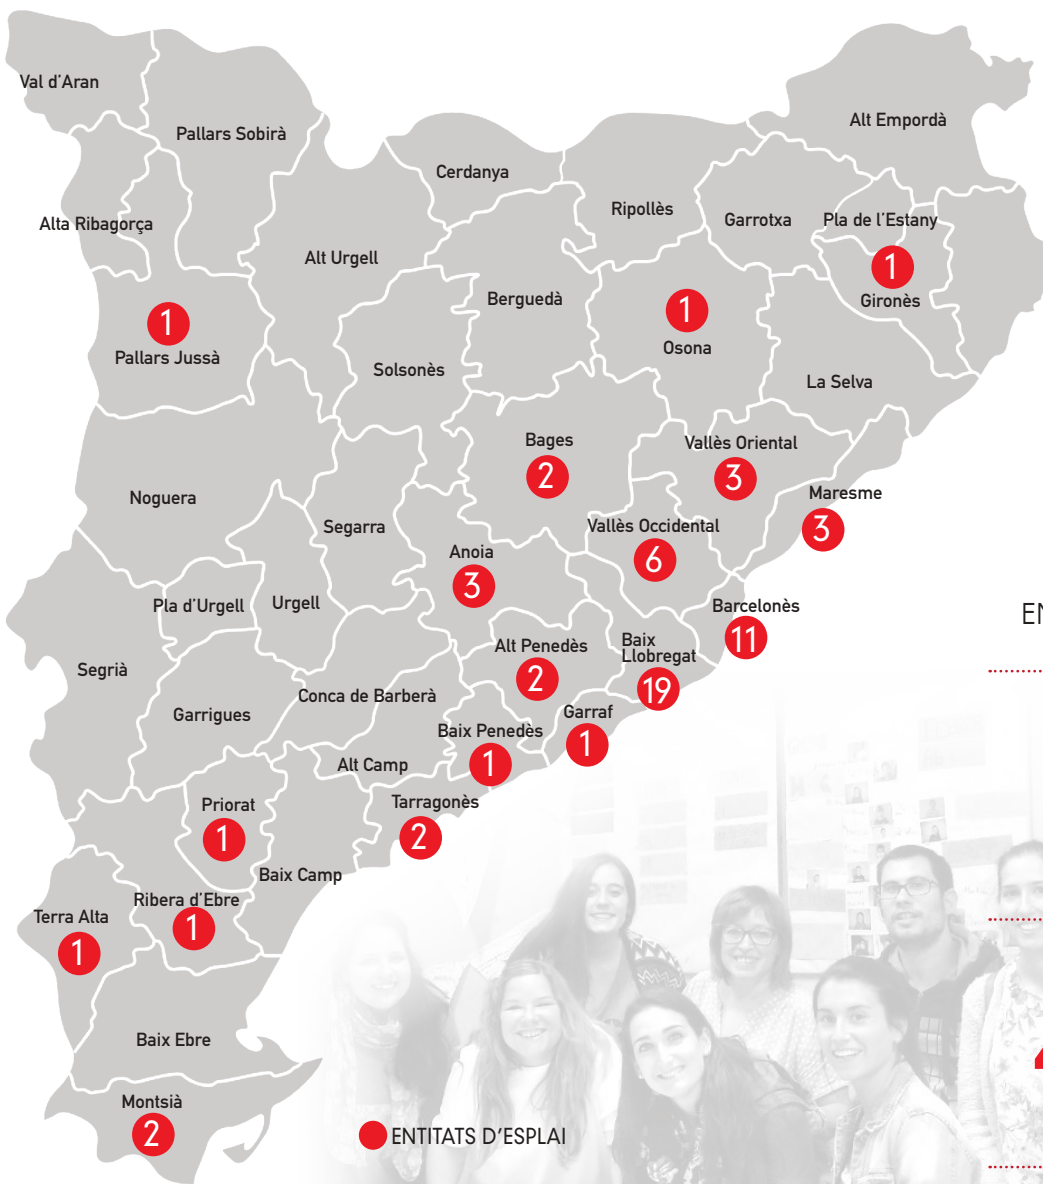 Val d'Aran
Pallars Sobirà
Alt Empordà
Cerdanya
Ripollès
Garrotxa
Pla de l'Estany
Alta Ribagorça
Alt Urgell
1
Gironès
Berguedà
1
Osona
1
Pallars Jussà
Solsonès
La Selva
Bages
2
Vallès Oriental
3
Noguera
Maresme
3
Segarra
Vallès Occidental
6
Anoia
3
Pla d'Urgell
Urgell
Barcelonès
11
EN
Alt Penedès
2
Baix
Llobregat
19
Segrià
Conca de Barberà
Garrigues
Garraf
1
Baix Penedès
1
Alt Camp
Priorat
1
Tarragonès
2
Baix Camp
Ribera d'Ebre
1
Terra Alta
1
Baix Ebre
Montsià
2
ENTITATS D'ESPLAI